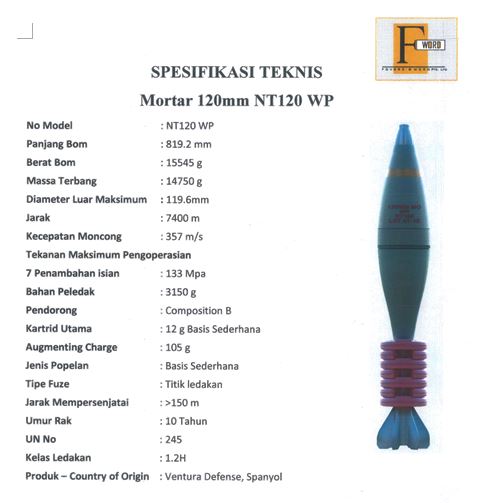 F
WORD
SPESIFIKASI TEKNIS
Mortar 120mm NT120 WP
No Model : NT120 WP
Panjang Bom : 819.2 mm
Berat Bom : 15545 g
Massa Terbang : 14750 g
Diameter Luar Maksimum : 119.6mm
Jarak : 7400 m
Kecepatan Moncong : 357 m/s
Tekanan Maksimum Pengoperasian
7 Penambahan isian : 133 Mpa
Bahan Peledak : 3150 g
Pendorong : Composition B
Kartrid Utama : 12 g Basis Sederhana
Augmenting Charge : 105 g
Jenis Popelan : Basis Sederhana
Tipe Fuze : Titik ledakan
Jarak Mempersenjatai : >150 m
Umur Rak : 10 Tahun
UN No : 245
Kelas Ledakan : 1.2H
Produk – Country of Origin : Ventura Defense, Spanyol